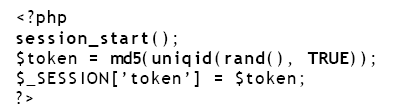 <?php
session_start();
$token = md5(uniqid(rand(), TRUE));
$_SESSION['token'] = $token;
?>